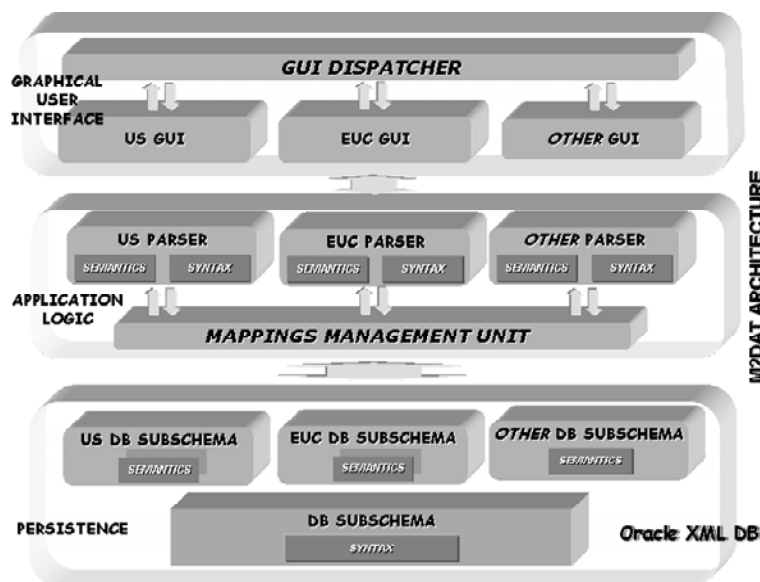 GUI DISPATCHER
GRAPHICAL
USER
INTERFACE
US GUI
EUC GUI
OTHER GUI
US PARSER
SEMANTICS
SYNTAX
EUC PARSER
SEMANTICS
SYNTAX
OTHER PARSER
SEMANTICS
SYNTAX
APPLICATION
LOGIC
MAPPINGS MANAGEMENT UNIT
M2DAT ARCHITECTURE
US DB SUBSCHEMA
SEMANTICS
EUC DB SUBSCHEMA
SEMANTICS
OTHER DB SUBSCHEMA
SEMANTICS
PERSISTENCE
DB SUBSCHEMA
SYNTAX
Oracle XML DB